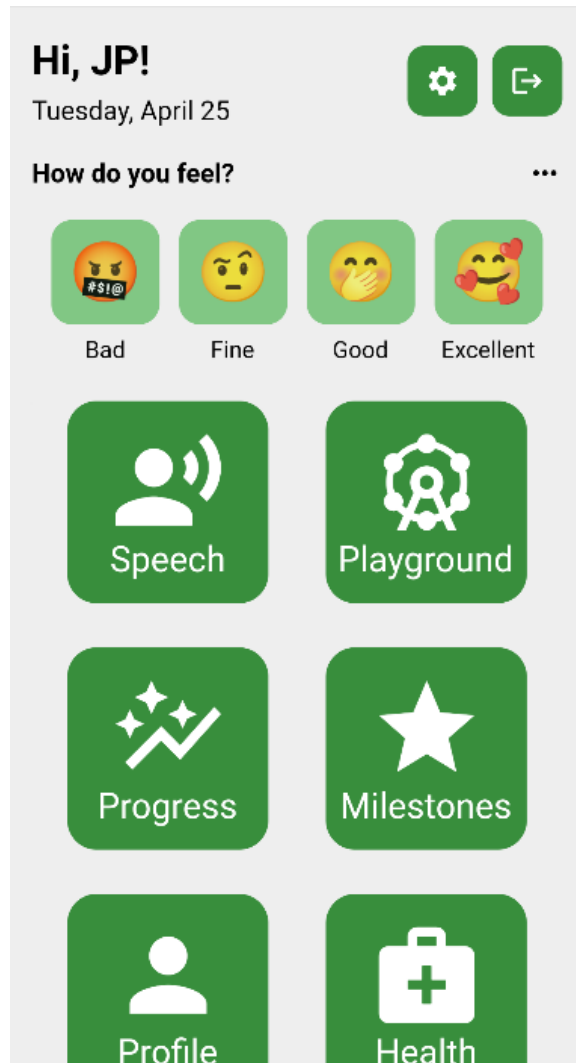 Hi, JP!
Tuesday, April 25
How do you feel?
#$!@
Bad Fine Good Excellent
Speech Playground
Progress Milestones
Profile Health